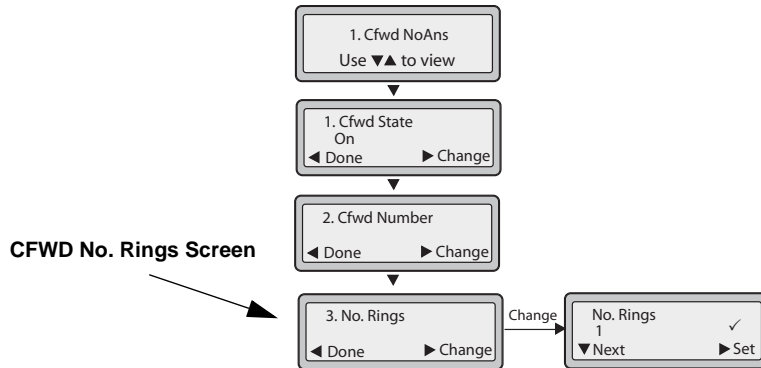 1. Cfwd NoAns
Use ▼▲ to view
▼
1. Cfwd State
On
◀ Done ▶ Change
▼
2. Cfwd Number
◀ Done ▶ Change
▼
CFWD No. Rings Screen
3. No. Rings
◀ Done ▶ Change
Change
No. Rings
1 ✓
▼Next ▶Set